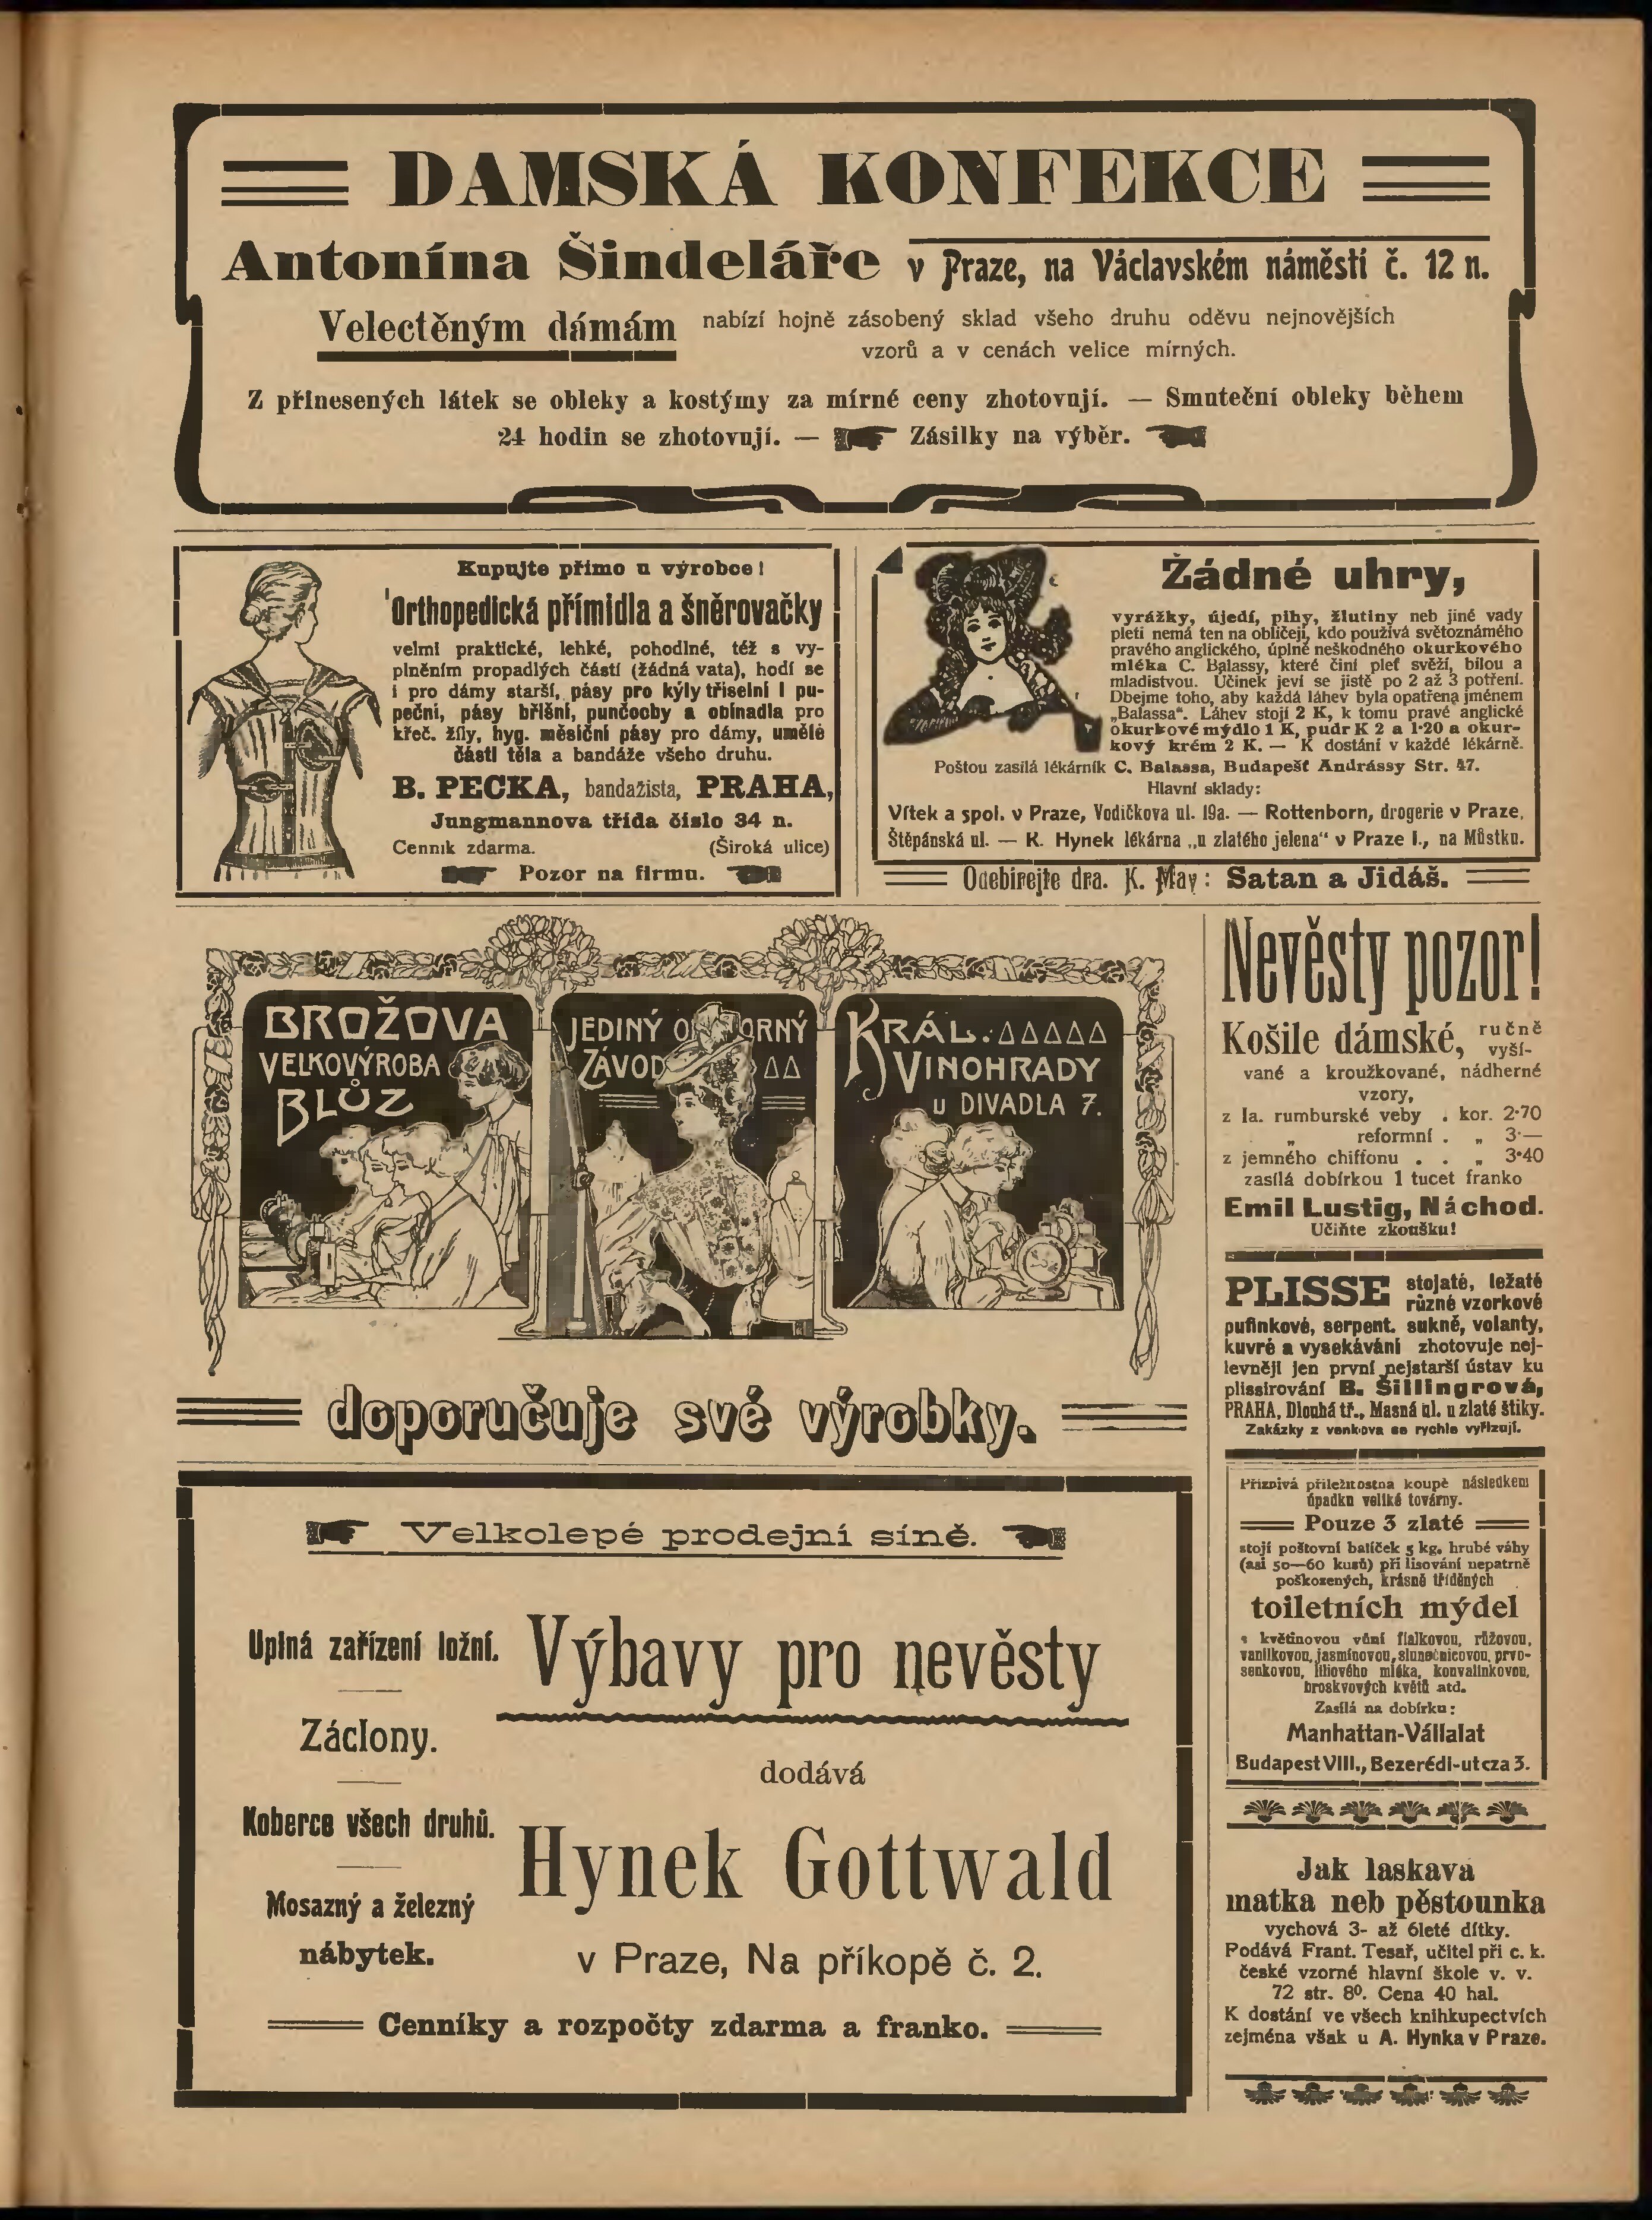 DAMSKÁ KONFEKCE
Antonína Šindeláře v Praze, na Václavském náměstí č. 12 n.
Velectěným dámám nabízí hojně zásobený sklad všeho druhu oděvu nejnovějších
vzorů a v cenách velice mírných.
Z přinesených látek se obleky a kostýmy za mírné ceny zhotovují. — Smuteční obleky během
24 hodin se zhotovují. — Zásilky na výběr.
Kupujte přímo u výrobce!
Orthopedická přímidla a šněrovačky
velmi praktické, lehké, pohodlné, též s vy-
plněním propadlých částí (žádná vata), hodí se
i pro dámy starší, pásy pro kýly tříselní i pu-
peční, pásy břišní, punčochy a obinadla pro
křeč. žíly, hyg. měsíční pásy pro dámy, umělé
části těla a bandáže všeho druhu.
B. PECKA, bandažista, PRAHA,
Jungmannova třída číslo 34 n.
Cenník zdarma. (Široká ulice)
Pozor na firmu.
Žádné uhry,
vyrážky, újedí, pihy, žlutiny neb jiné vady
pleti nemá ten na obličeji, kdo používá světoznámého
pravého anglického, úplně neškodného okurkového
mléka C. Balassy, které činí pleť svěží, bílou a
mladistvou. Účinek jeví se jistě po 2 až 3 potření.
Dbejme toho, aby každá láhev byla opatřena jménem
„Balassa“. Láhev stojí 2 K, k tomu pravé anglické
okurkové mýdlo 1 K, pudr K 2 a 1·20 a okur-
kový krém 2 K. — K dostání v každé lékárně.
Poštou zasílá lékárník C. Balassa, Budapešť Andrássy Str. 47.
Hlavní sklady:
Vítek a spol. v Praze, Vodičkova ul. 19a. — Rottenborn, drogerie v Praze,
Štěpánská ul. — K. Hynek lékárna „u zlatého jelena“ v Praze I., na Můstku.
Odebirejte dra. K. May: Satan a Jidáš.
BROŽOVA
VELKOVÝROBA
BLŮZ
JEDINÝ ODBORNÝ
ZÁVOD
KRÁL.
VINOHRADY
U DIVADLA 7.
doporučuje své výrobky.
Nevěsty pozor!
Košile dámské, ručně
vyší-
vané a kroužkované, nádherné
vzory,
z Ia. rumburské veby . kor. 2·70
„ reformní . „ 3·—
z jemného chiffonu . . „ 3·40
zasílá dobírkou 1 tucet franko
Emil Lustig, Náchod.
Učiňte zkoušku!
PLISSE stojaté, ležaté
různé vzorkové
pufinkové, serpent. sukně, volanty,
kuvré a vysekávání zhotovuje nej-
levněji jen první nejstarší ústav ku
plissirování B. Šillingrová,
PRAHA, Dlouhá tř., Masná ul. u zlaté štiky.
Zakázky z venkova se rychle vyřizují.
Příznivá příležitostná koupě následkem
úpadku veliké továrny.
Pouze 3 zlaté
stojí poštovní balíček 5 kg. hrubé váhy
(asi 50—60 kusů) při lisování nepatrně
poškozených, krásně tříděných
toiletních mýdel
s květinovou vůní fialkovou, růžovou,
vanilkovou, jasmínovou, slunečnicovou, prvo-
senkovou, liliového mléka, konvalinkovou,
broskvových květů atd.
Zasílá na dobírku:
Manhattan-Vállalat
Budapest VIII., Bezerédi-utcza 3.
Jak laskavá
matka neb pěstounka
vychová 3- až 6leté dítky.
Podává Frant. Tesař, učitel při c. k.
české vzorné hlavní škole v. v.
72 str. 8°. Cena 40 hal.
K dostání ve všech knihkupectvích
zejména však u A. Hynka v Praze.
Velkolepé prodejní síně.
Uplná zařízení ložní.
Záclony.
Koberce všech druhů.
Mosazný a železný
nábytek.
Výbavy pro nevěsty
dodává
Hynek Gottwald
v Praze, Na příkopě č. 2.
Cenníky a rozpočty zdarma a franko.